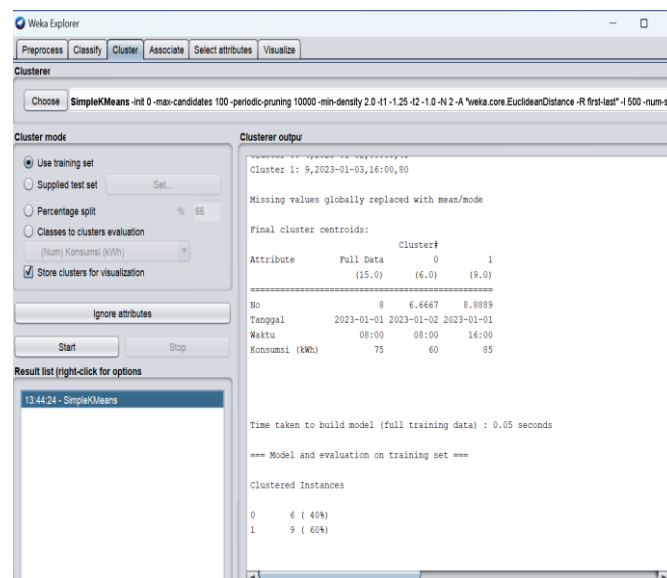 Weka Explorer
Preprocess Classify Cluster Associate Select attributes Visualize
Clusterer
Choose SimpleKMeans -init 0 -max-candidates 100 -periodic-pruning 10000 -min-density 2.0 -t1 -1.25 -t2 -1.0 -N 2 -A "weka.core.EuclideanDistance -R first-last" -I 500 -num-s
Cluster mode
Use training set
Supplied test set Set...
Percentage split % 66
Classes to clusters evaluation
(Num) Konsumsi (kWh)
Store clusters for visualization
Ignore attributes
Start Stop
Result list (right-click for options
13:44:24 - SimpleKMeans
Clusterer outpu
Cluster 1: 9,2023-01-03,16:00,80
Missing values globally replaced with mean/mode
Final cluster centroids:
Cluster#
Attribute Full Data 0 1
(15.0) (6.0) (9.0)
================================================
No 8 6.6667 8.8889
Tanggal 2023-01-01 2023-01-02 2023-01-01
Waktu 08:00 08:00 16:00
Konsumsi (kWh) 75 60 85
Time taken to build model (full training data) : 0.05 seconds
=== Model and evaluation on training set ===
Clustered Instances
0 6 ( 40%)
1 9 ( 60%)